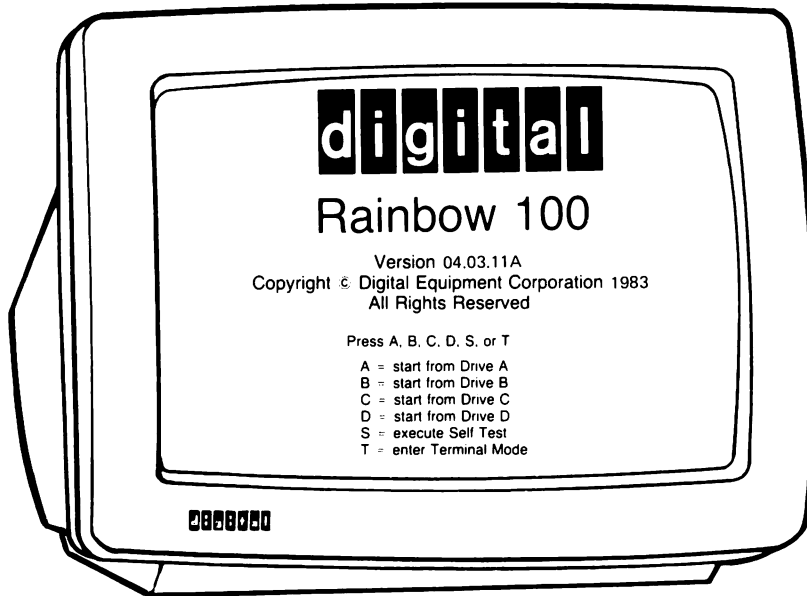 digital
Rainbow 100
Version 04.03.11A
Copyright © Digital Equipment Corporation 1983
All Rights Reserved
Press A, B, C, D, S, or T
A = start from Drive A
B = start from Drive B
C = start from Drive C
D = start from Drive D
S = execute Self Test
T = enter Terminal Mode
digital